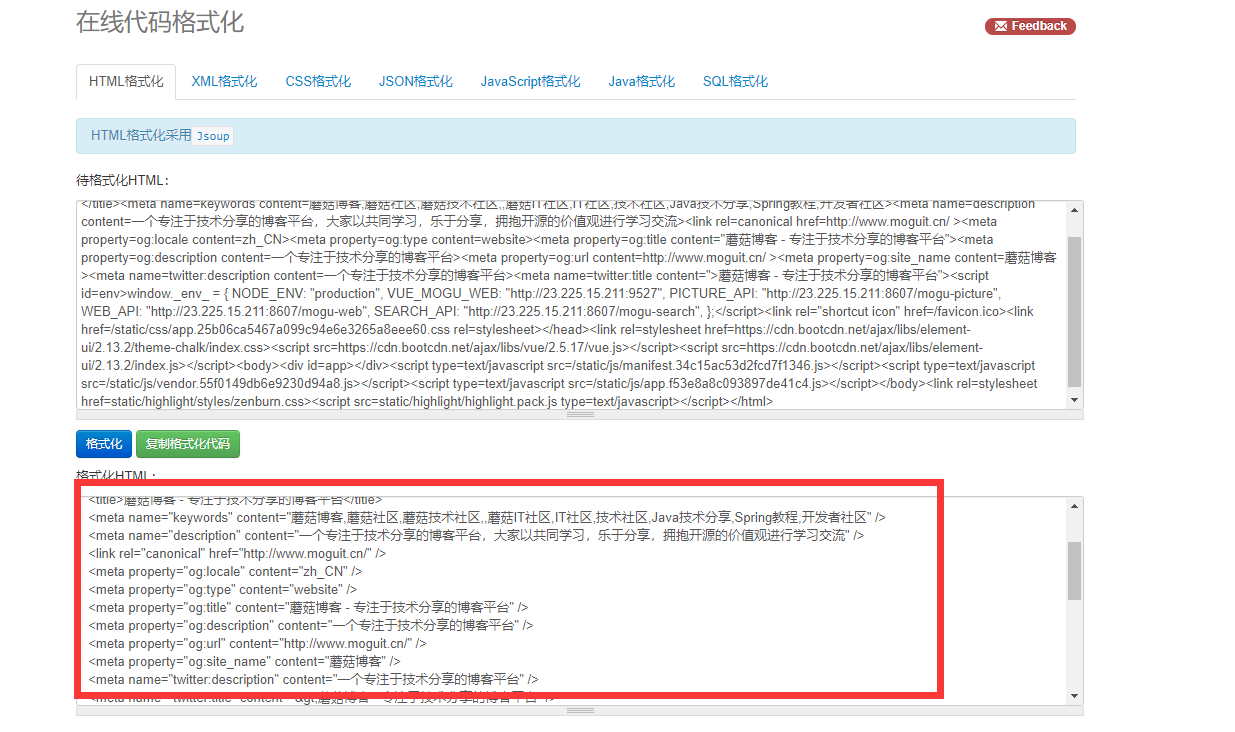 在线代码格式化
Feedback
HTML格式化 XML格式化 CSS格式化 JSON格式化 JavaScript格式化 Java格式化 SQL格式化
HTML格式化采用 Jsoup
待格式化HTML：
</title><meta name=keywords content=蘑菇博客,蘑菇社区,蘑菇技术社区,,蘑菇IT社区,IT社区,技术社区,Java技术分享,Spring教程,开发者社区><meta name=description
content=一个专注于技术分享的博客平台，大家以共同学习，乐于分享，拥抱开源的价值观进行学习交流><link rel=canonical href=http://www.moguit.cn/ ><meta
property=og:locale content=zh_CN><meta property=og:type content=website><meta property=og:title content="蘑菇博客 - 专注于技术分享的博客平台"><meta
property=og:description content=一个专注于技术分享的博客平台><meta property=og:url content=http://www.moguit.cn/ ><meta property=og:site_name content=蘑菇博客
><meta name=twitter:description content=一个专注于技术分享的博客平台><meta name=twitter:title content=">蘑菇博客 - 专注于技术分享的博客平台"><script
id=env>window._env_ = { NODE_ENV: "production", VUE_MOGU_WEB: "http://23.225.15.211:9527", PICTURE_API: "http://23.225.15.211:8607/mogu-picture",
WEB_API: "http://23.225.15.211:8607/mogu-web", SEARCH_API: "http://23.225.15.211:8607/mogu-search", };</script><link rel="shortcut icon" href=/favicon.ico><link
href=/static/css/app.25b06ca5467a099c94e6e3265a8eee60.css rel=stylesheet></head><link rel=stylesheet href=https://cdn.bootcdn.net/ajax/libs/element-
ui/2.13.2/theme-chalk/index.css><script src=https://cdn.bootcdn.net/ajax/libs/vue/2.5.17/vue.js></script><script src=https://cdn.bootcdn.net/ajax/libs/element-
ui/2.13.2/index.js></script><body><div id=app></div><script type=text/javascript src=/static/js/manifest.34c15ac53d2fcd7f1346.js></script><script type=text/javascript
src=/static/js/vendor.55f0149db6e9230d94a8.js></script><script type=text/javascript src=/static/js/app.f53e8a8c093897de41c4.js></script></body><link rel=stylesheet
href=static/highlight/styles/zenburn.css><script src=static/highlight/highlight.pack.js type=text/javascript></script></html>
格式化 复制格式化代码
格式化HTML：
<title>蘑菇博客 - 专注于技术分享的博客平台</title>
<meta name="keywords" content="蘑菇博客,蘑菇社区,蘑菇技术社区,,蘑菇IT社区,IT社区,技术社区,Java技术分享,Spring教程,开发者社区" />
<meta name="description" content="一个专注于技术分享的博客平台，大家以共同学习，乐于分享，拥抱开源的价值观进行学习交流" />
<link rel="canonical" href="http://www.moguit.cn/" />
<meta property="og:locale" content="zh_CN" />
<meta property="og:type" content="website" />
<meta property="og:title" content="蘑菇博客 - 专注于技术分享的博客平台" />
<meta property="og:description" content="一个专注于技术分享的博客平台" />
<meta property="og:url" content="http://www.moguit.cn/" />
<meta property="og:site_name" content="蘑菇博客" />
<meta name="twitter:description" content="一个专注于技术分享的博客平台" />
<meta name="twitter:title" content="&gt;蘑菇博客 - 专注于技术分享的博客平台" />